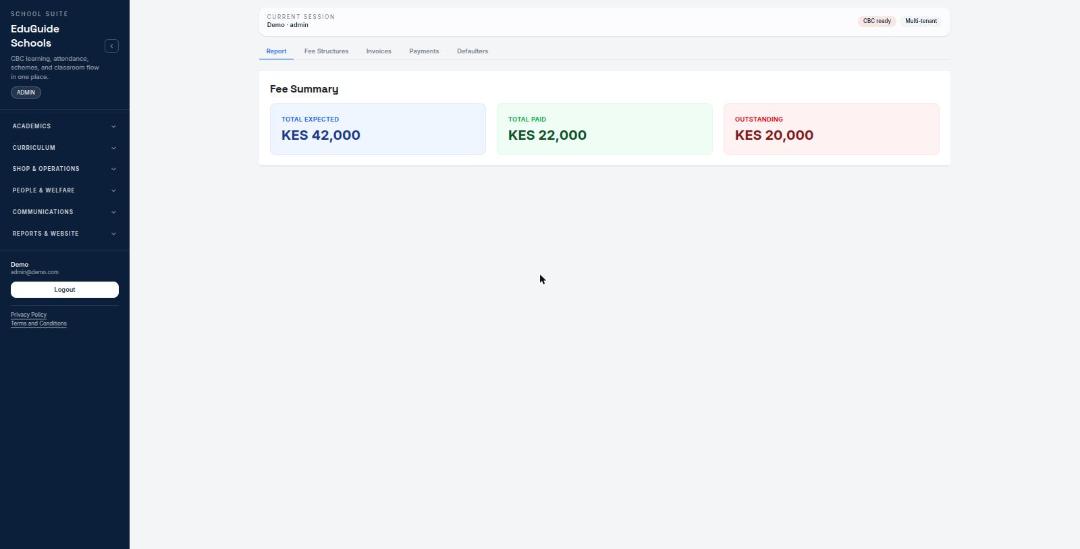 SCHOOL SUITE
EduGuide
Schools
CBC learning, attendance,
schemes, and classroom flow
in one place.
ADMIN
ACADEMICS
CURRICULUM
SHOP & OPERATIONS
PEOPLE & WELFARE
COMMUNICATIONS
REPORTS & WEBSITE
Demo
admin@demo.com
Logout
Privacy Policy
Terms and Conditions
CURRENT SESSION
Demo · admin
CBC ready Multi-tenant
Report Fee Structures Invoices Payments Defaulters
Fee Summary
TOTAL EXPECTED
KES 42,000
TOTAL PAID
KES 22,000
OUTSTANDING
KES 20,000